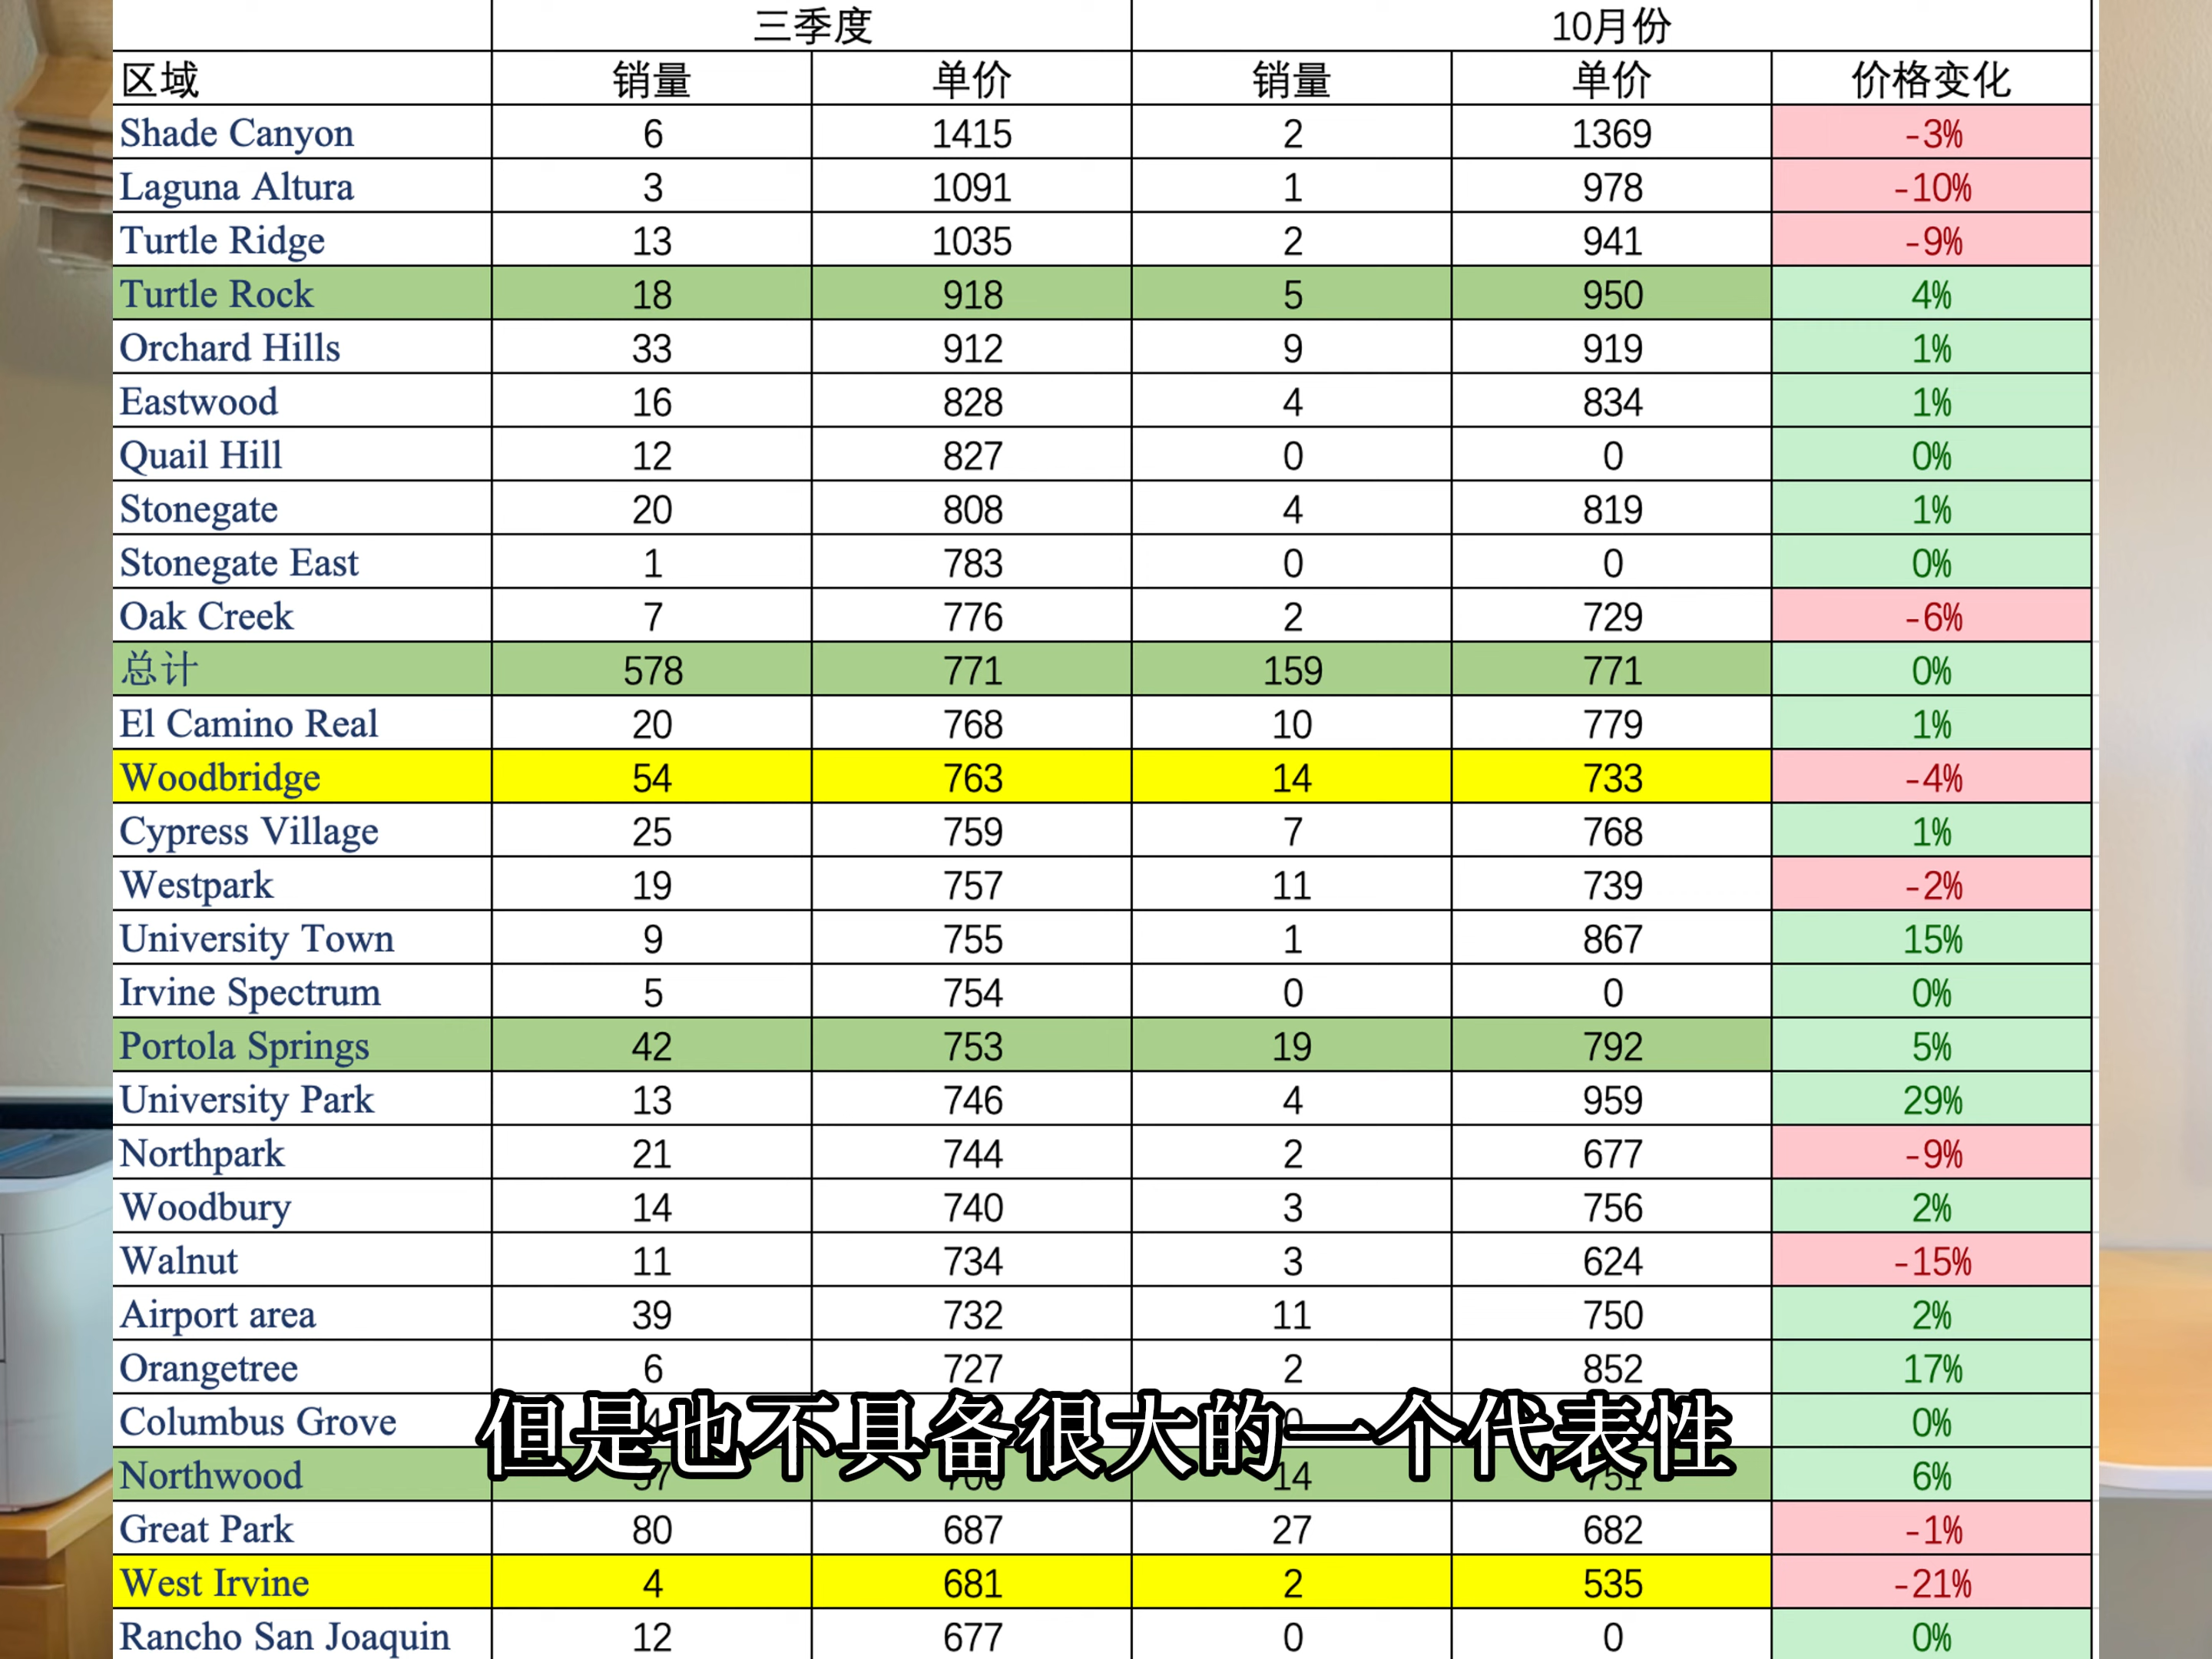 三季度 10月份
区域 销量 单价 销量 单价 价格变化
Shade Canyon 6 1415 2 1369 -3%
Laguna Altura 3 1091 1 978 -10%
Turtle Ridge 13 1035 2 941 -9%
Turtle Rock 18 918 5 950 4%
Orchard Hills 33 912 9 919 1%
Eastwood 16 828 4 834 1%
Quail Hill 12 827 0 0 0%
Stonegate 20 808 4 819 1%
Stonegate East 1 783 0 0 0%
Oak Creek 7 776 2 729 -6%
总计 578 771 159 771 0%
El Camino Real 20 768 10 779 1%
Woodbridge 54 763 14 733 -4%
Cypress Village 25 759 7 768 1%
Westpark 19 757 11 739 -2%
University Town 9 755 1 867 15%
Irvine Spectrum 5 754 0 0 0%
Portola Springs 42 753 19 792 5%
University Park 13 746 4 959 29%
Northpark 21 744 2 677 -9%
Woodbury 14 740 3 756 2%
Walnut 11 734 3 624 -15%
Airport area 39 732 11 750 2%
Orangetree 6 727 2 852 17%
Columbus Grove 0%
但是也不具备很大的一个代表性
Northwood 14 751 6%
Great Park 80 687 27 682 -1%
West Irvine 4 681 2 535 -21%
Rancho San Joaquin 12 677 0 0 0%